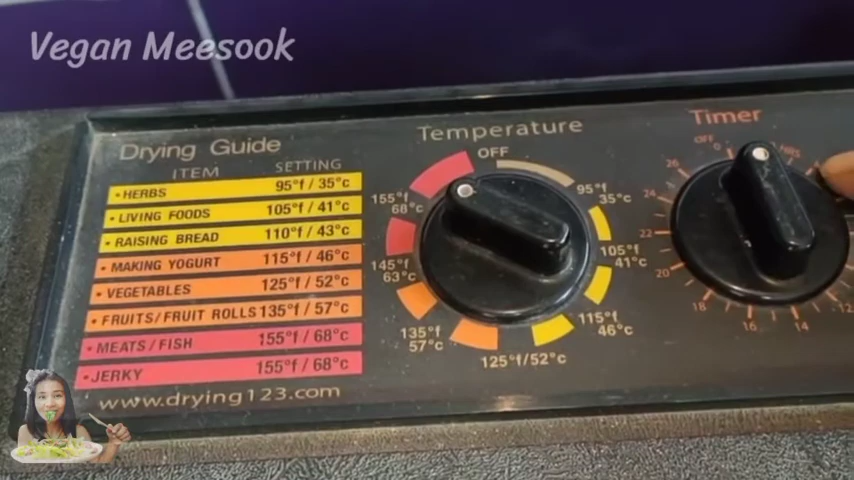 Vegan Meesook
Drying Guide
ITEM SETTING
• HERBS 95°f / 35°c
• LIVING FOODS 105°f / 41°c
• RAISING BREAD 110°f / 43°c
• MAKING YOGURT 115°f / 46°c
• VEGETABLES 125°f / 52°c
• FRUITS/FRUIT ROLLS 135°f / 57°c
• MEATS/FISH 155°f / 68°c
• JERKY 155°f / 68°c
www.drying123.com
Temperature
OFF
95°f
35°c
105°f
41°c
115°f
46°c
125°f/52°c
135°f
57°c
145°f
63°c
155°f
68°c
Timer
OFF
0
HRS
26
24
22
20
18
16
14
12